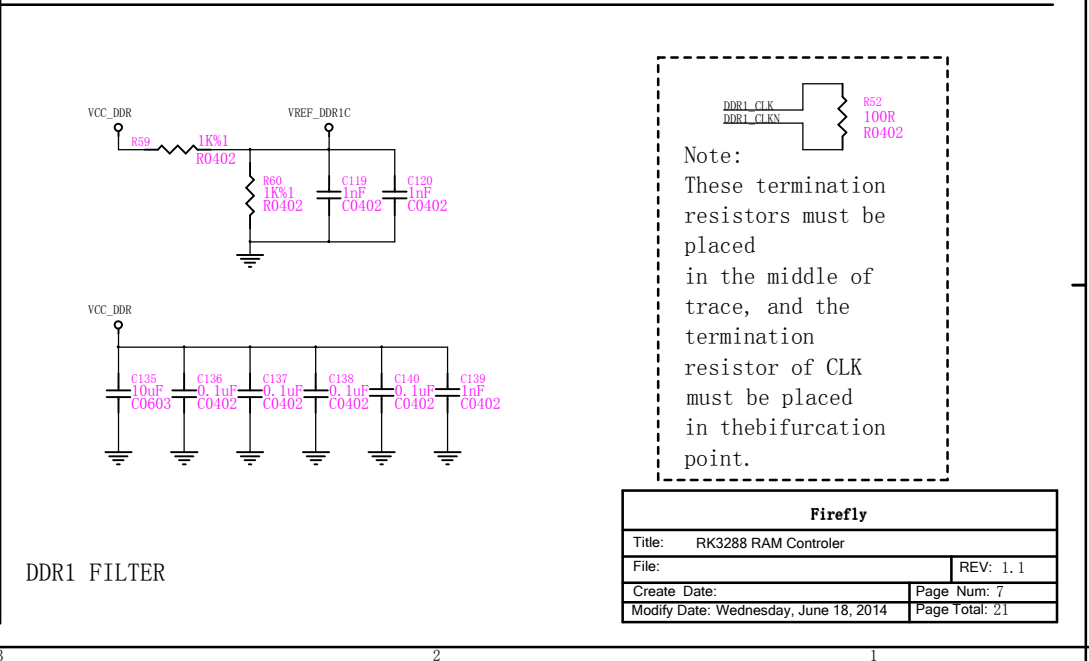 VCC_DDR
VREF_DDR1C
R59
1K%1
R0402
R60
1K%1
R0402
C119
1nF
C0402
C120
1nF
C0402
VCC_DDR
C135
10uF
C0603
C136
0.1uF
C0402
C137
0.1uF
C0402
C138
0.1uF
C0402
C140
0.1uF
C0402
C139
1nF
C0402
DDR1 FILTER
DDR1_CLK
DDR1_CLKN
R52
100R
R0402
Note:
These termination
resistors must be
placed
in the middle of
trace, and the
termination
resistor of CLK
must be placed
in thebifurcation
point.
Firefly
Title: RK3288 RAM Controler
File:
REV: 1.1
Create Date:
Page Num: 7
Modify Date: Wednesday, June 18, 2014
Page Total: 21
3
2
1